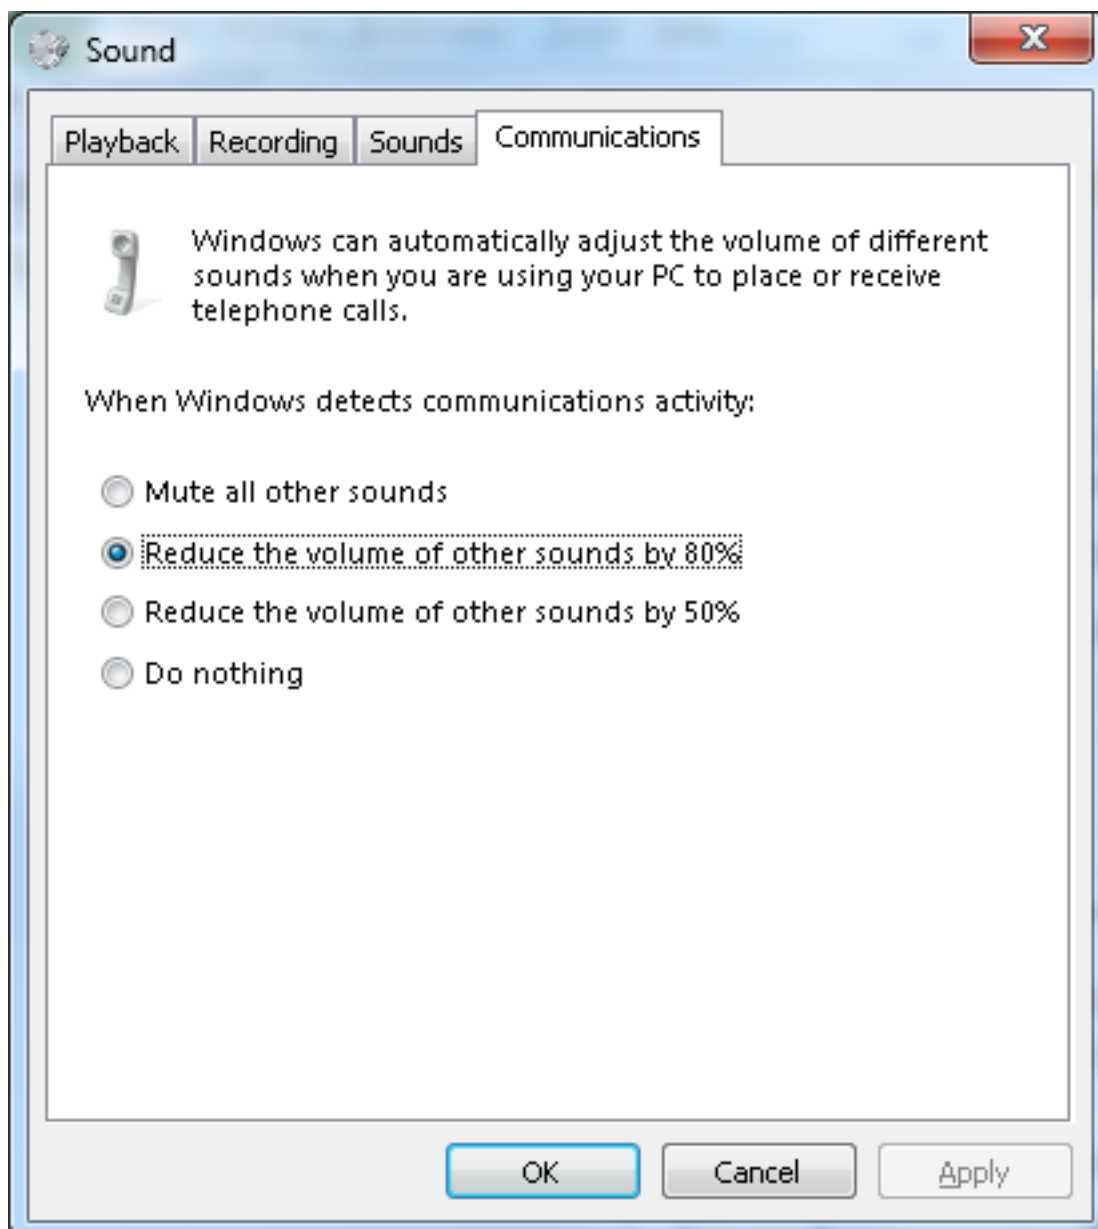 Sound
Playback Recording Sounds Communications
Windows can automatically adjust the volume of different
sounds when you are using your PC to place or receive
telephone calls.
When Windows detects communications activity:
Mute all other sounds
Reduce the volume of other sounds by 80%
Reduce the volume of other sounds by 50%
Do nothing
OK Cancel Apply